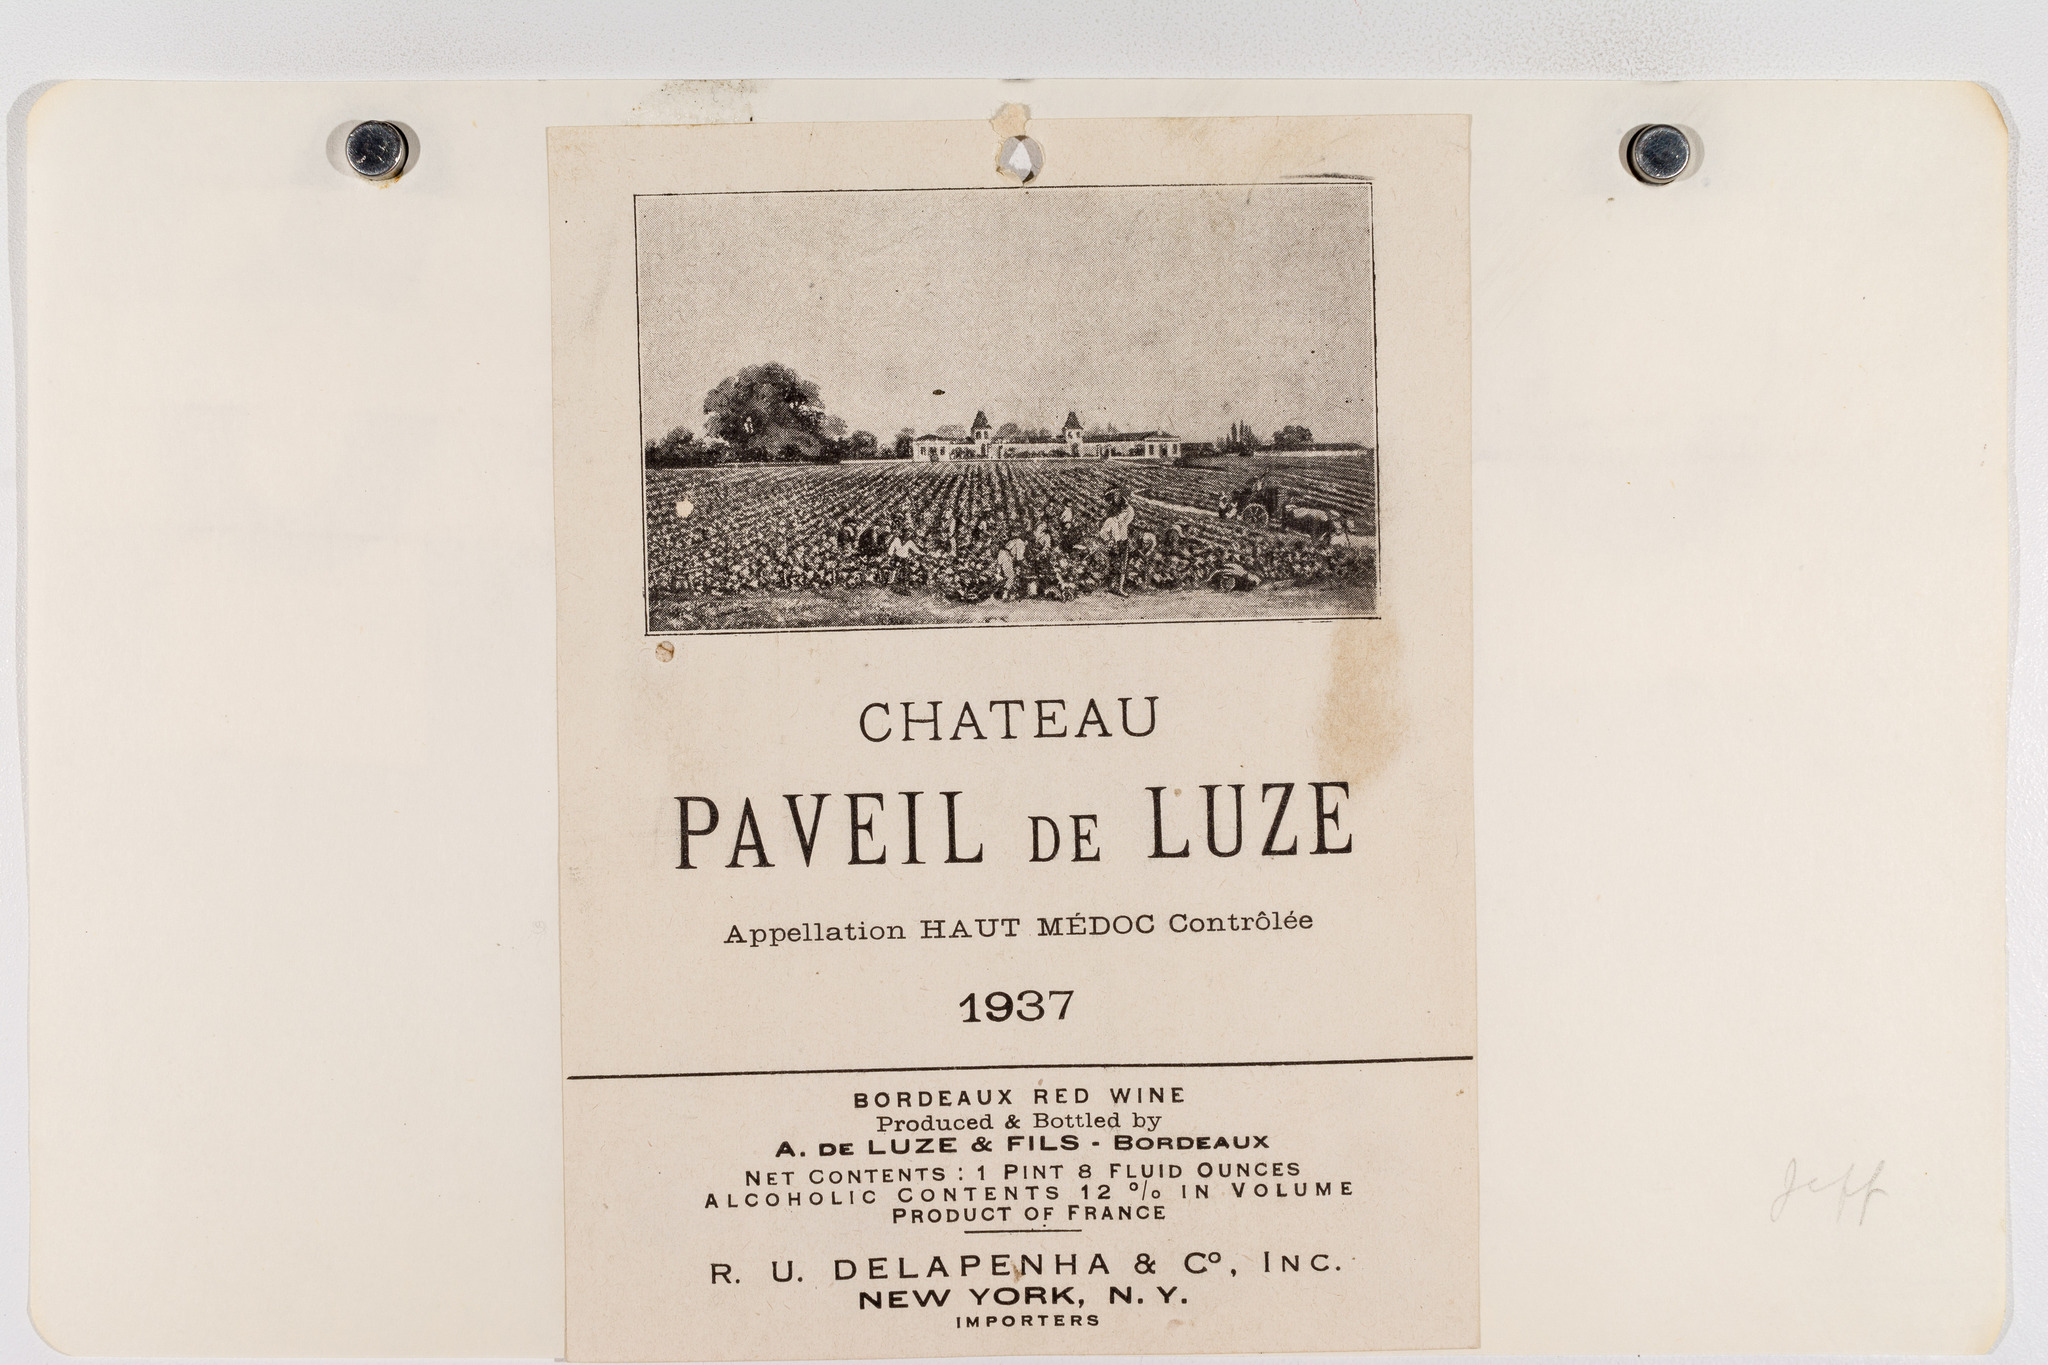 CHATEAU
PAVEIL DE LUZE
Appellation HAUT MÉDOC Contrôlée
1937
BORDEAUX RED WINE
Produced & Bottled by
A. DE LUZE & FILS - BORDEAUX
NET CONTENTS : 1 PINT 8 FLUID OUNCES
ALCOHOLIC CONTENTS 12 % IN VOLUME
PRODUCT OF FRANCE
R. U. DELAPENHA & Cº, INC.
NEW YORK, N. Y.
IMPORTERS
Jeff